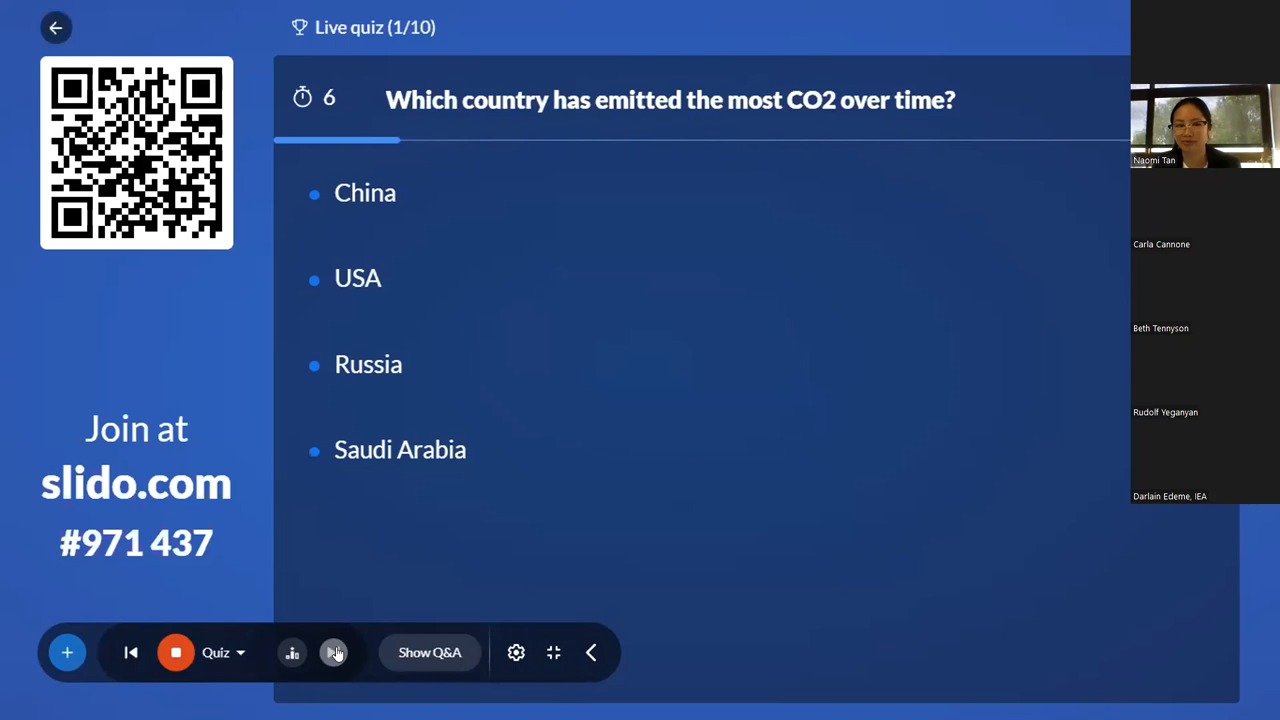 Live quiz (1/10)
6
Which country has emitted the most CO2 over time?
China
USA
Russia
Saudi Arabia
Join at
slido.com
#971 437
Quiz
Show Q&A
Naomi Tan
Carla Cannone
Beth Tennyson
Rudolf Yeganyan
Darlain Edeme, IEA